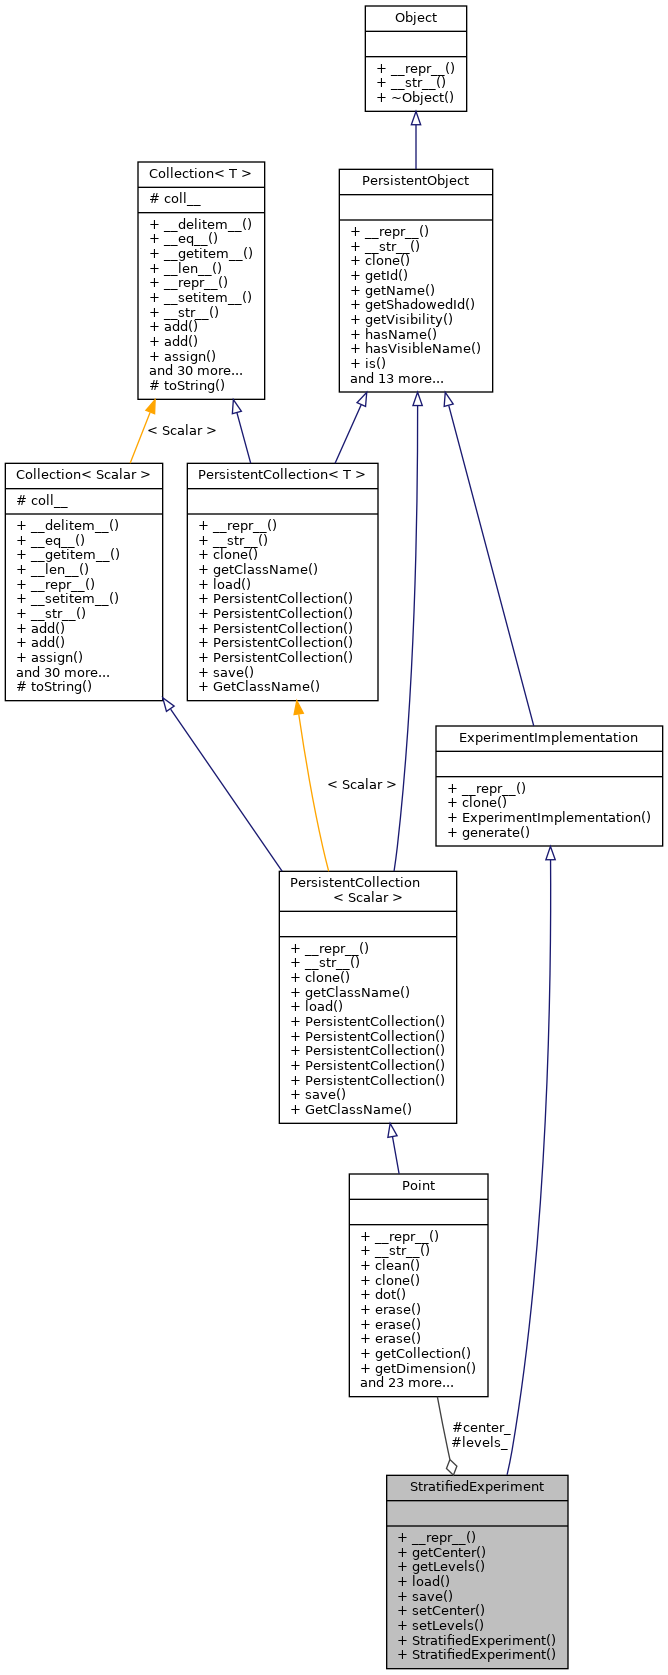 Object
+ __repr__()
+ __str__()
+ ~Object()
Collection< T >
# coll__
+ __delitem__()
+ __eq__()
+ __getitem__()
+ __len__()
+ __repr__()
+ __setitem__()
+ __str__()
+ add()
+ add()
+ assign()
and 30 more...
# toString()
PersistentObject
+ __repr__()
+ __str__()
+ clone()
+ getId()
+ getName()
+ getShadowedId()
+ getVisibility()
+ hasName()
+ hasVisibleName()
+ is()
and 13 more...
< Scalar >
Collection< Scalar >
# coll__
+ __delitem__()
+ __eq__()
+ __getitem__()
+ __len__()
+ __repr__()
+ __setitem__()
+ __str__()
+ add()
+ add()
+ assign()
and 30 more...
# toString()
PersistentCollection< T >
+ __repr__()
+ __str__()
+ clone()
+ getClassName()
+ load()
+ PersistentCollection()
+ PersistentCollection()
+ PersistentCollection()
+ PersistentCollection()
+ PersistentCollection()
+ save()
+ GetClassName()
ExperimentImplementation
+ __repr__()
+ clone()
+ ExperimentImplementation()
+ generate()
< Scalar >
PersistentCollection
< Scalar >
+ __repr__()
+ __str__()
+ clone()
+ getClassName()
+ load()
+ PersistentCollection()
+ PersistentCollection()
+ PersistentCollection()
+ PersistentCollection()
+ PersistentCollection()
+ save()
+ GetClassName()
Point
+ __repr__()
+ __str__()
+ clean()
+ clone()
+ dot()
+ erase()
+ erase()
+ erase()
+ getCollection()
+ getDimension()
and 23 more...
#center_
#levels_
StratifiedExperiment
+ __repr__()
+ getCenter()
+ getLevels()
+ load()
+ save()
+ setCenter()
+ setLevels()
+ StratifiedExperiment()
+ StratifiedExperiment()